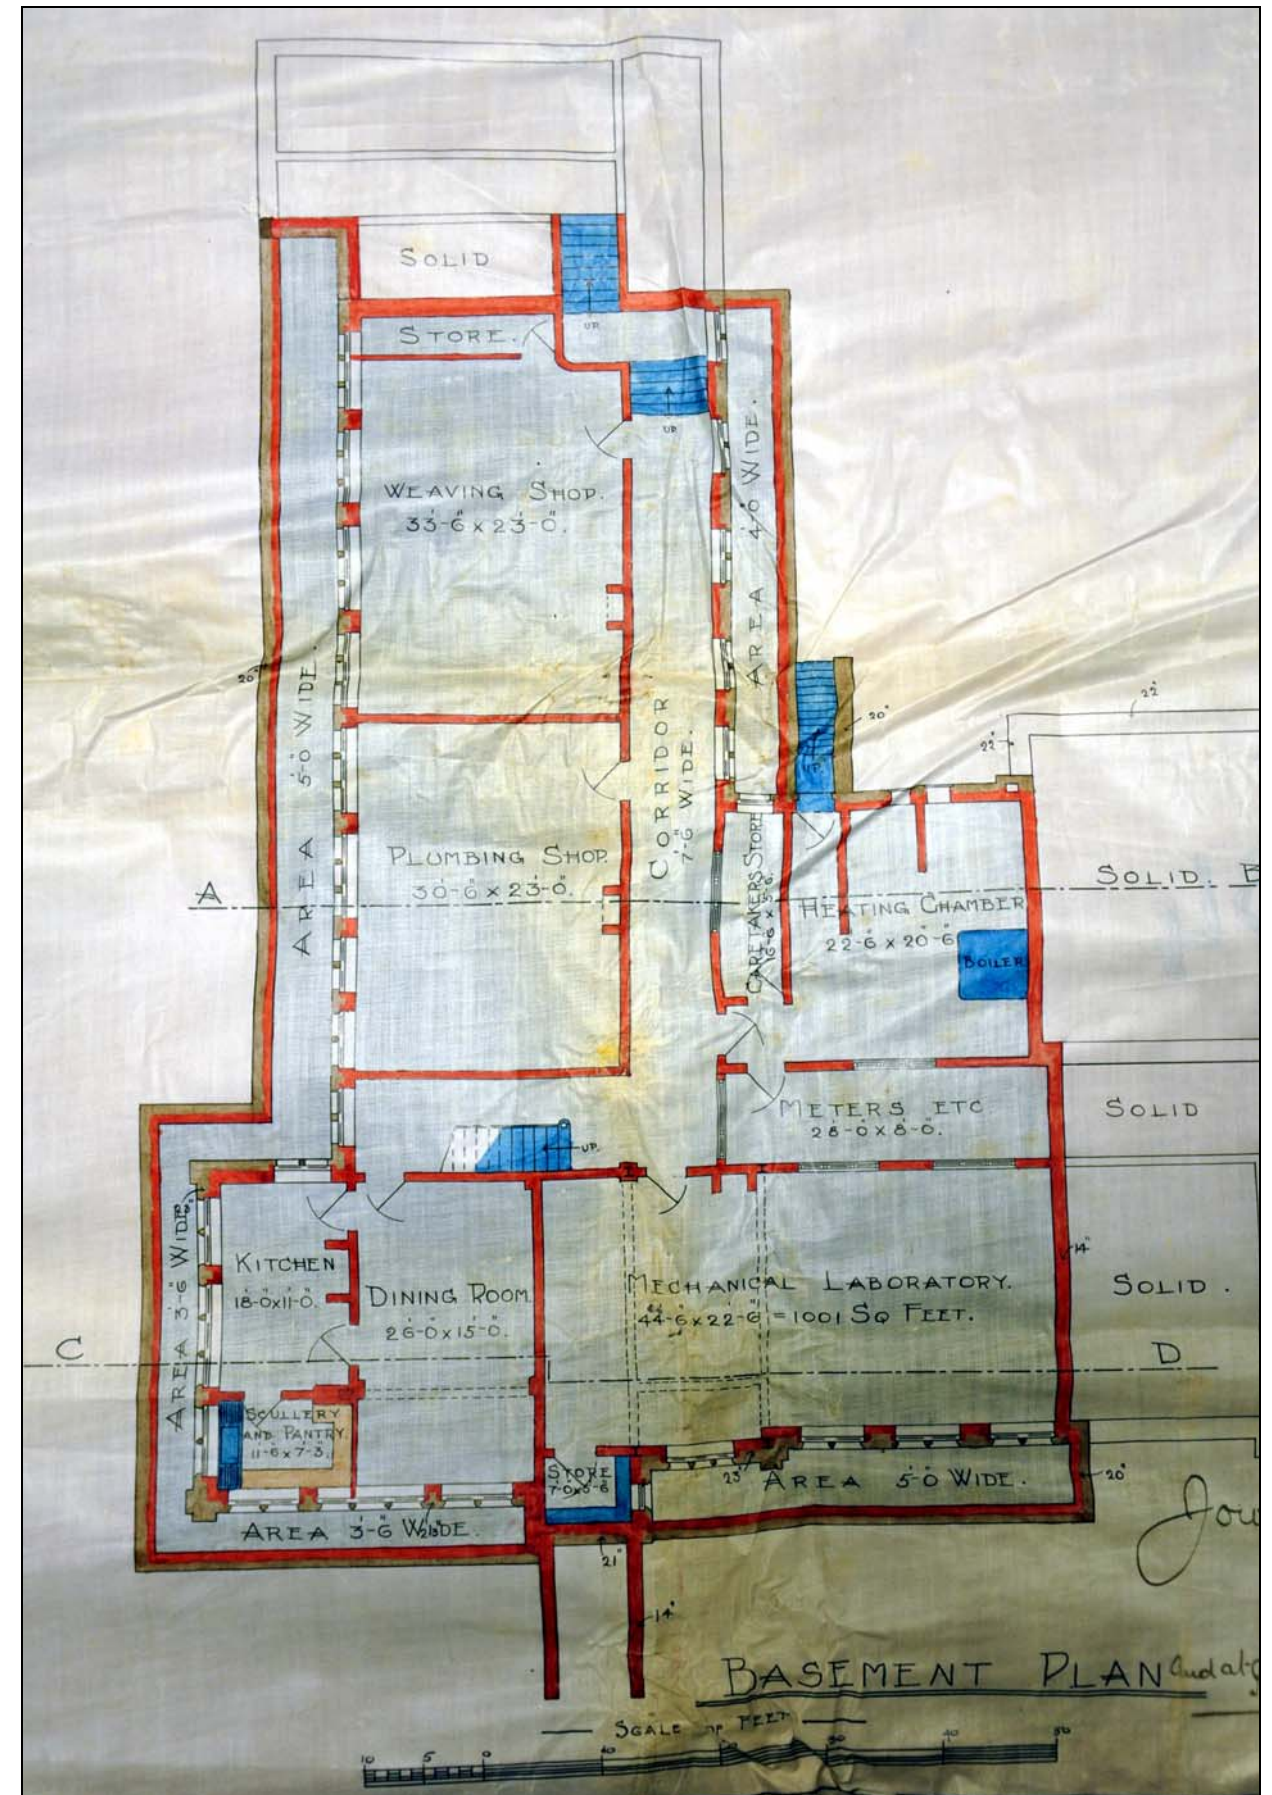 SOLID
UP.
STORE.
UP.
AREA 4'-0" WIDE.
WEAVING SHOP.
33'-6" x 23'-0".
20"
AREA 5'-0" WIDE.
CORRIDOR
7'-6" WIDE.
20"
UP.
22"
22"
A
PLUMBING SHOP.
30'-6" x 23'-0".
CARETAKERS STORE
HEATING CHAMBER
22'-6 x 20'-6
BOILER
SOLID.
METERS ETC
28'-0 x 8'-0".
SOLID
UP.
AREA 3'-6" WIDE
KITCHEN
18'-0 x 11'-0".
DINING ROOM.
26'-0 x 15'-0".
MECHANICAL LABORATORY.
44'-6 x 22'-6" = 1001 SQ FEET.
14"
SOLID.
C
D
SCULLERY
AND PANTRY.
11'-6 x 7'-3.
STORE
7'-0 x 5'-6
23"
AREA 5'-0 WIDE.
20"
AREA 3'-6 WIDE.
21"
14"
BASEMENT PLAN
SCALE OF FEET
10 5 0 10 20 30 40 50